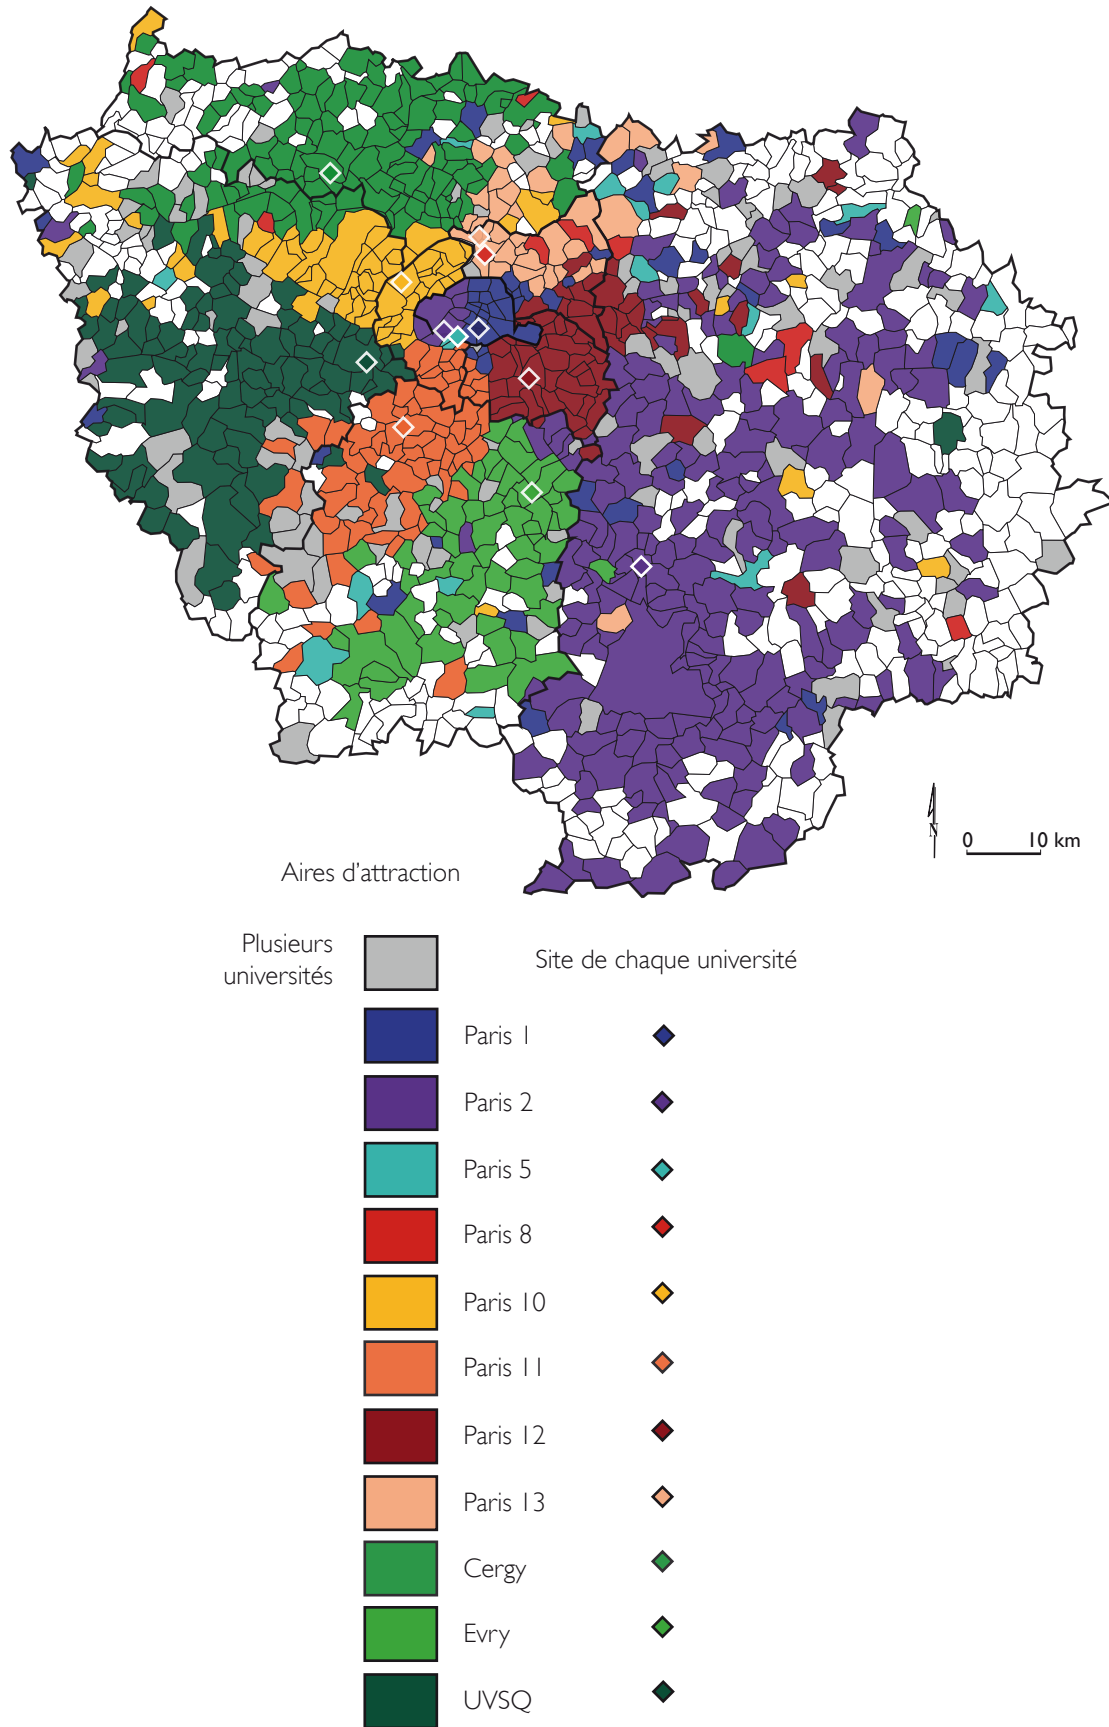 N
0 10 km
Aires d'attraction
Plusieurs
universités
Site de chaque université
Paris 1
Paris 2
Paris 5
Paris 8
Paris 10
Paris 11
Paris 12
Paris 13
Cergy
Evry
UVSQ